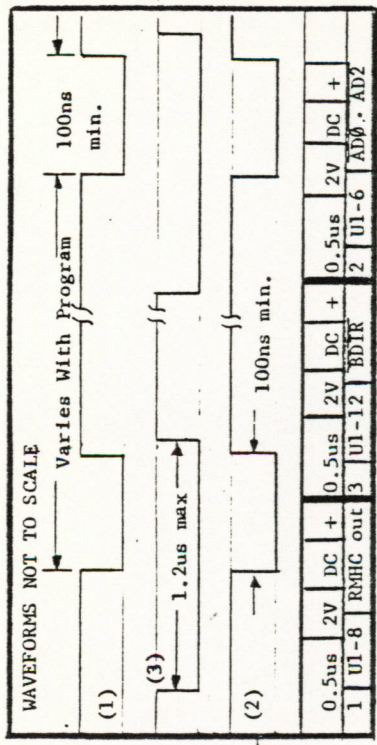 WAVEFORMS NOT TO SCALE
Varies With Program
100ns
min.
(1)
(3)
1.2us max
(2)
100ns min.
0.5us 2V DC + 0.5us 2V DC + 0.5us 2V DC +
1 U1-8 RMHC out 3 U1-12 BDIR 2 U1-6 ADØ . AD2